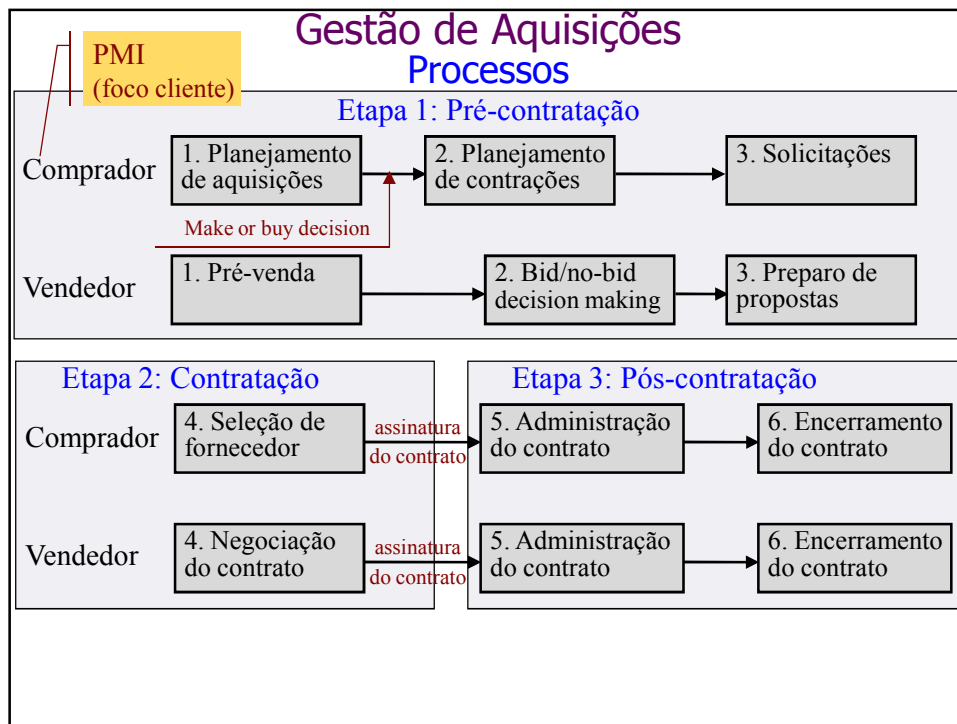 Gestão de Aquisições
Processos
PMI
(foco cliente)
Etapa 1: Pré-contratação
Comprador
1. Planejamento
de aquisições
2. Planejamento
de contrações
3. Solicitações
Make or buy decision
Vendedor
1. Pré-venda
2. Bid/no-bid
decision making
3. Preparo de
propostas
Etapa 2: Contratação
Etapa 3: Pós-contratação
Comprador
4. Seleção de
fornecedor
assinatura
do contrato
5. Administração
do contrato
6. Encerramento
do contrato
Vendedor
4. Negociação
do contrato
assinatura
do contrato
5. Administração
do contrato
6. Encerramento
do contrato